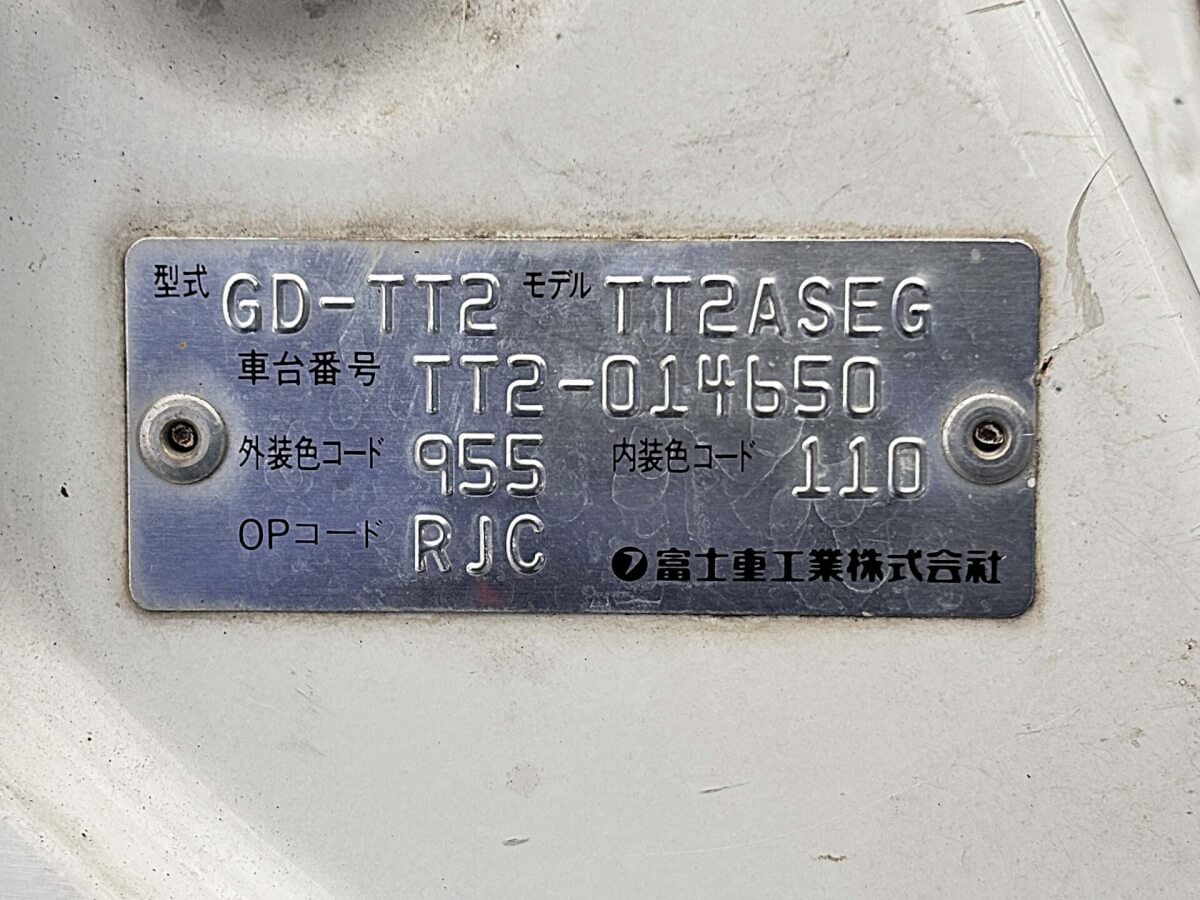 型式 GD-TT2 モデル TT2ASEG
車台番号 TT2-014650
外装色コード 955 内装色コード 110
OPコード RJC
富士重工業株式会社